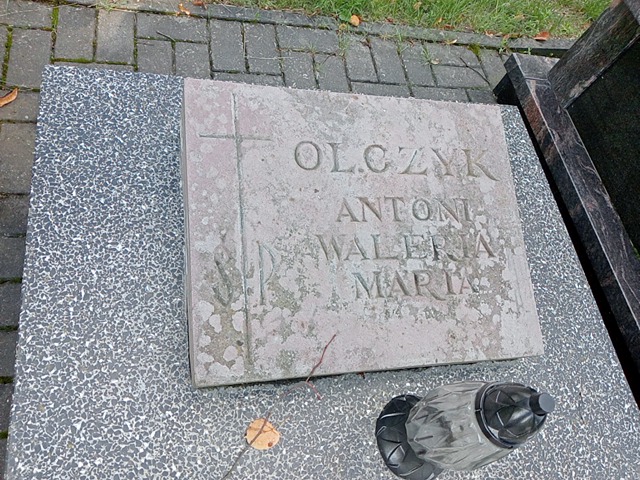 OLCZYK
ANTONI
WALERIA
MARIA
Ś P